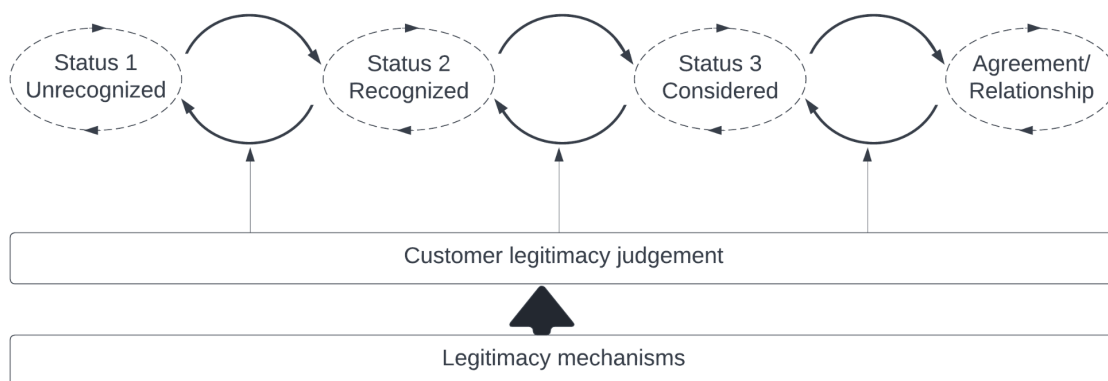 Status 1
Unrecognized
Status 2
Recognized
Status 3
Considered
Agreement/
Relationship
Customer legitimacy judgement
Legitimacy mechanisms